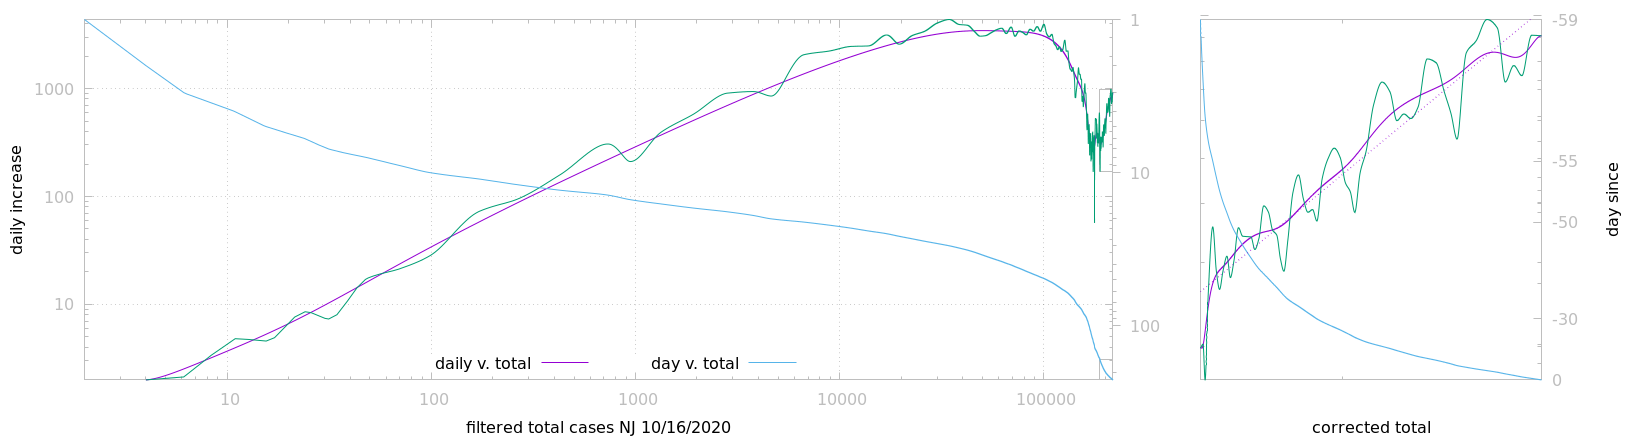 daily increase
1000
100
10
daily v. total
day v. total
10
100
1000
10000
100000
filtered total cases NJ 10/16/2020
1
10
100
-59
-55
-50
-30
0
day since
corrected total